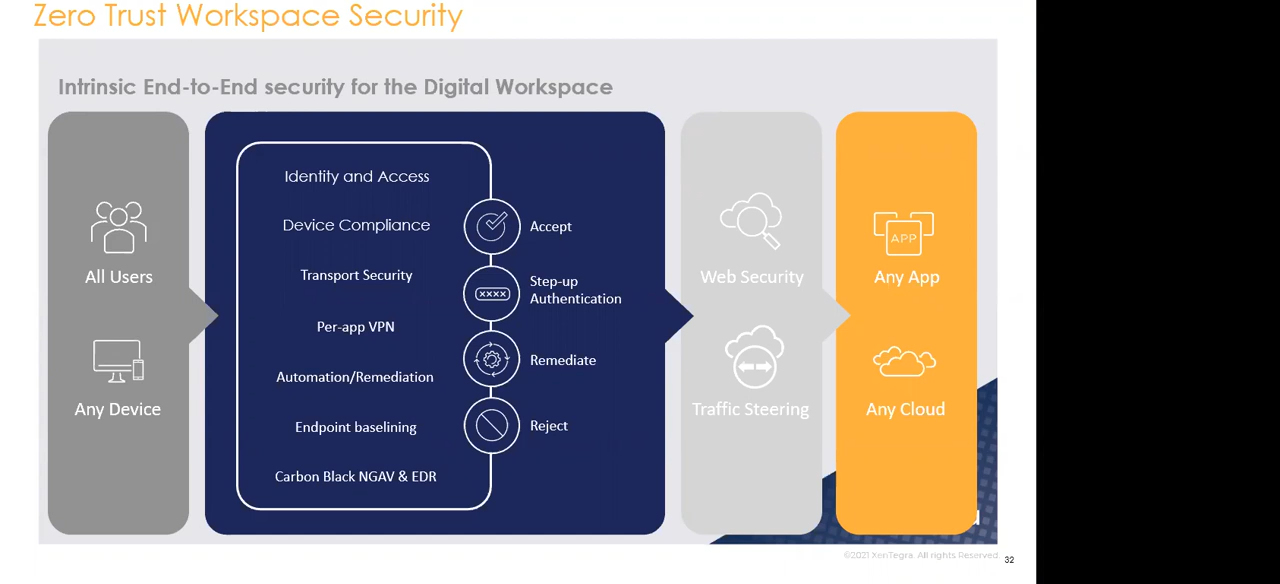 Zero Trust Workspace Security
Intrinsic End-to-End security for the Digital Workspace
All Users
Any Device
Identity and Access
Device Compliance
Transport Security
Per-app VPN
Automation/Remediation
Endpoint baselining
Carbon Black NGAV & EDR
Accept
xxxx
Step-up
Authentication
Remediate
Reject
Web Security
Traffic Steering
APP
Any App
Any Cloud
©2021 XenTegra. All rights Reserved.
32